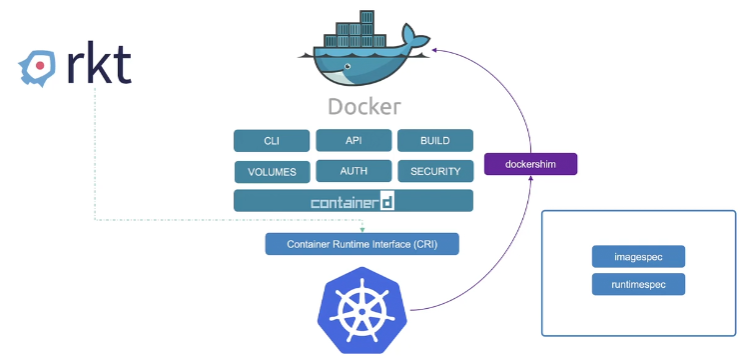 rkt
Docker
CLI
API
BUILD
VOLUMES
AUTH
SECURITY
containerd
dockershim
Container Runtime Interface (CRI)
imagespec
runtimespec